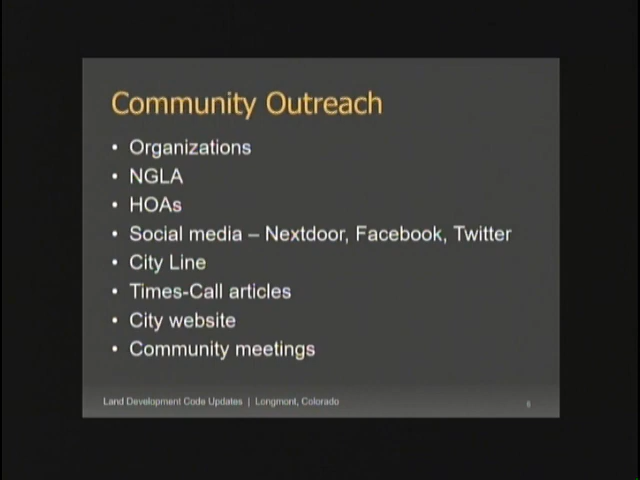 Community Outreach
• Organizations
• NGLA
• HOAs
• Social media – Nextdoor, Facebook, Twitter
• City Line
• Times-Call articles
• City website
• Community meetings
Land Development Code Updates | Longmont, Colorado